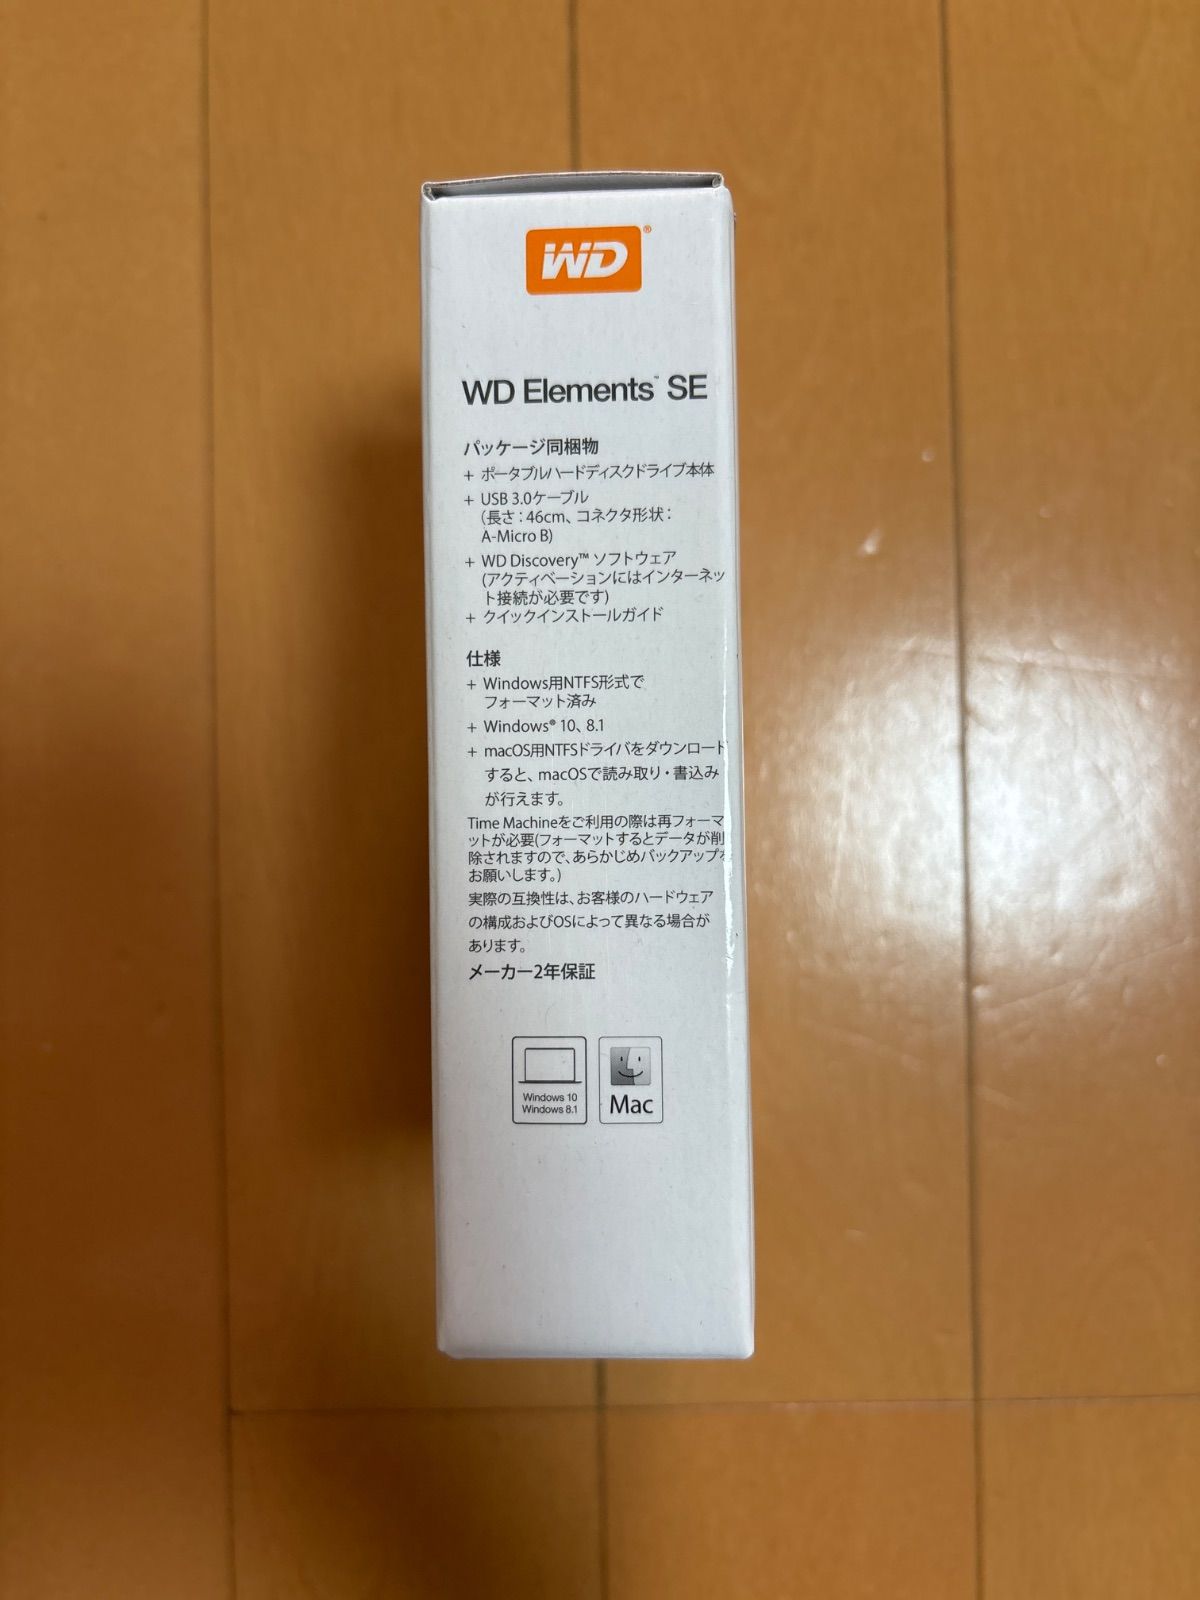 WD®
WD Elements™ SE
パッケージ同梱物
+ ポータブルハードディスクドライブ本体
+ USB 3.0ケーブル
(長さ：46cm、コネクタ形状：
A-Micro B)
+ WD Discovery™ ソフトウェア
(アクティベーションにはインターネッ
ト接続が必要です)
+ クイックインストールガイド
仕様
+ Windows用NTFS形式で
フォーマット済み
+ Windows® 10、8.1
+ macOS用NTFSドライバをダウンロード
すると、macOSで読み取り・書込み
が行えます。
Time Machineをご利用の際は再フォーマ
ットが必要(フォーマットするとデータが削
除されますので、あらかじめバックアップを
お願いします。)
実際の互換性は、お客様のハードウェア
の構成およびOSによって異なる場合が
あります。
メーカー2年保証
Windows 10
Windows 8.1
Mac